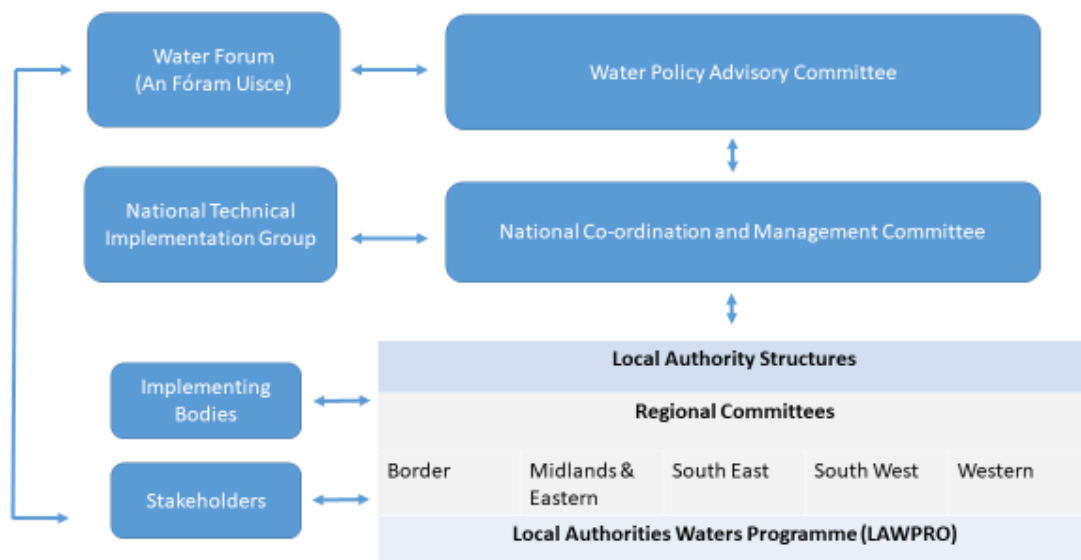 Water Forum
(An Fóram Uisce)
Water Policy Advisory Committee
National Technical
Implementation Group
National Co-ordination and Management Committee
Local Authority Structures
Implementing
Bodies
Regional Committees
Border
Midlands &
Eastern
South East
South West
Western
Stakeholders
Local Authorities Waters Programme (LAWPRO)